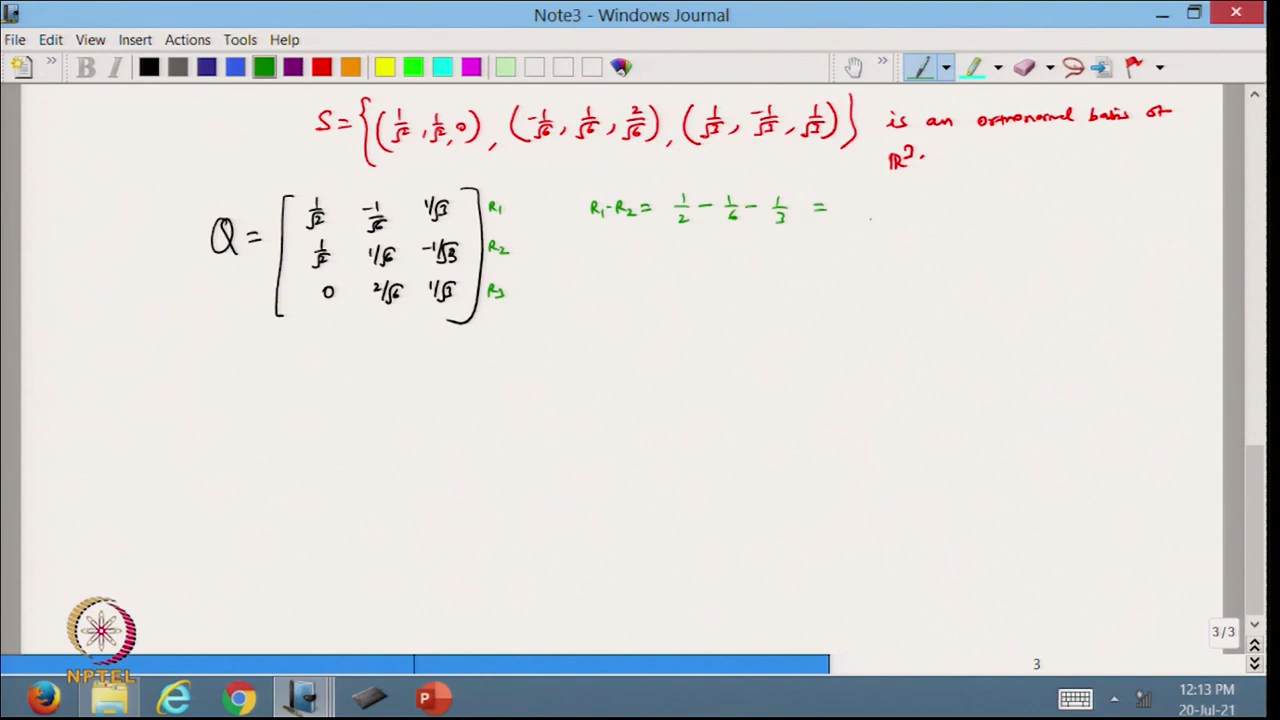 Note3 - Windows Journal
File Edit View Insert Actions Tools Help
S = {(1/√2, 1/√2, 0), (-1/√6, 1/√6, 2/√6), (1/√3, -1/√3, 1/√3)} is an orthonormal basis of
ℝ³.
Q = [ 1/√2 -1/√6 1/√3 ] R1
1/√2 1/√6 -1/√3 R2
0 2/√6 1/√3 R3
R1-R2 = 1/2 - 1/6 - 1/3 =
3/3
3
NPTEL
12:13 PM
20-Jul-21